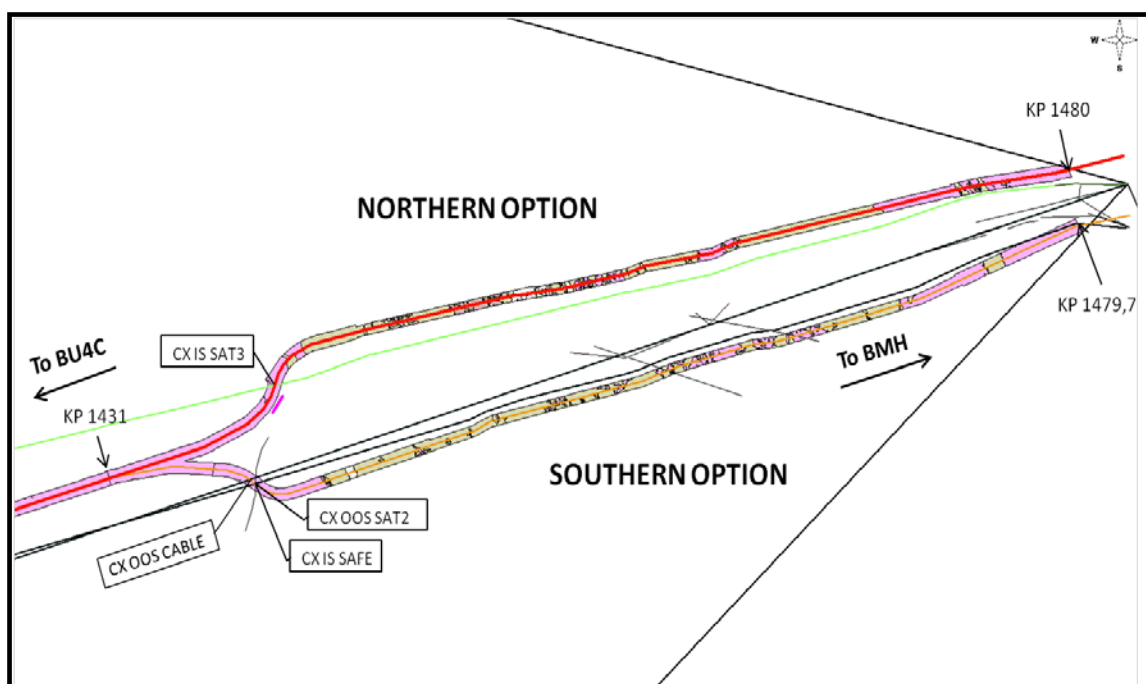 W
S
KP 1480
NORTHERN OPTION
KP 1479,7
CX IS SAT3
To BU4C
To BMH
KP 1431
SOUTHERN OPTION
CX OOS SAT2
CX OOS CABLE
CX IS SAFE